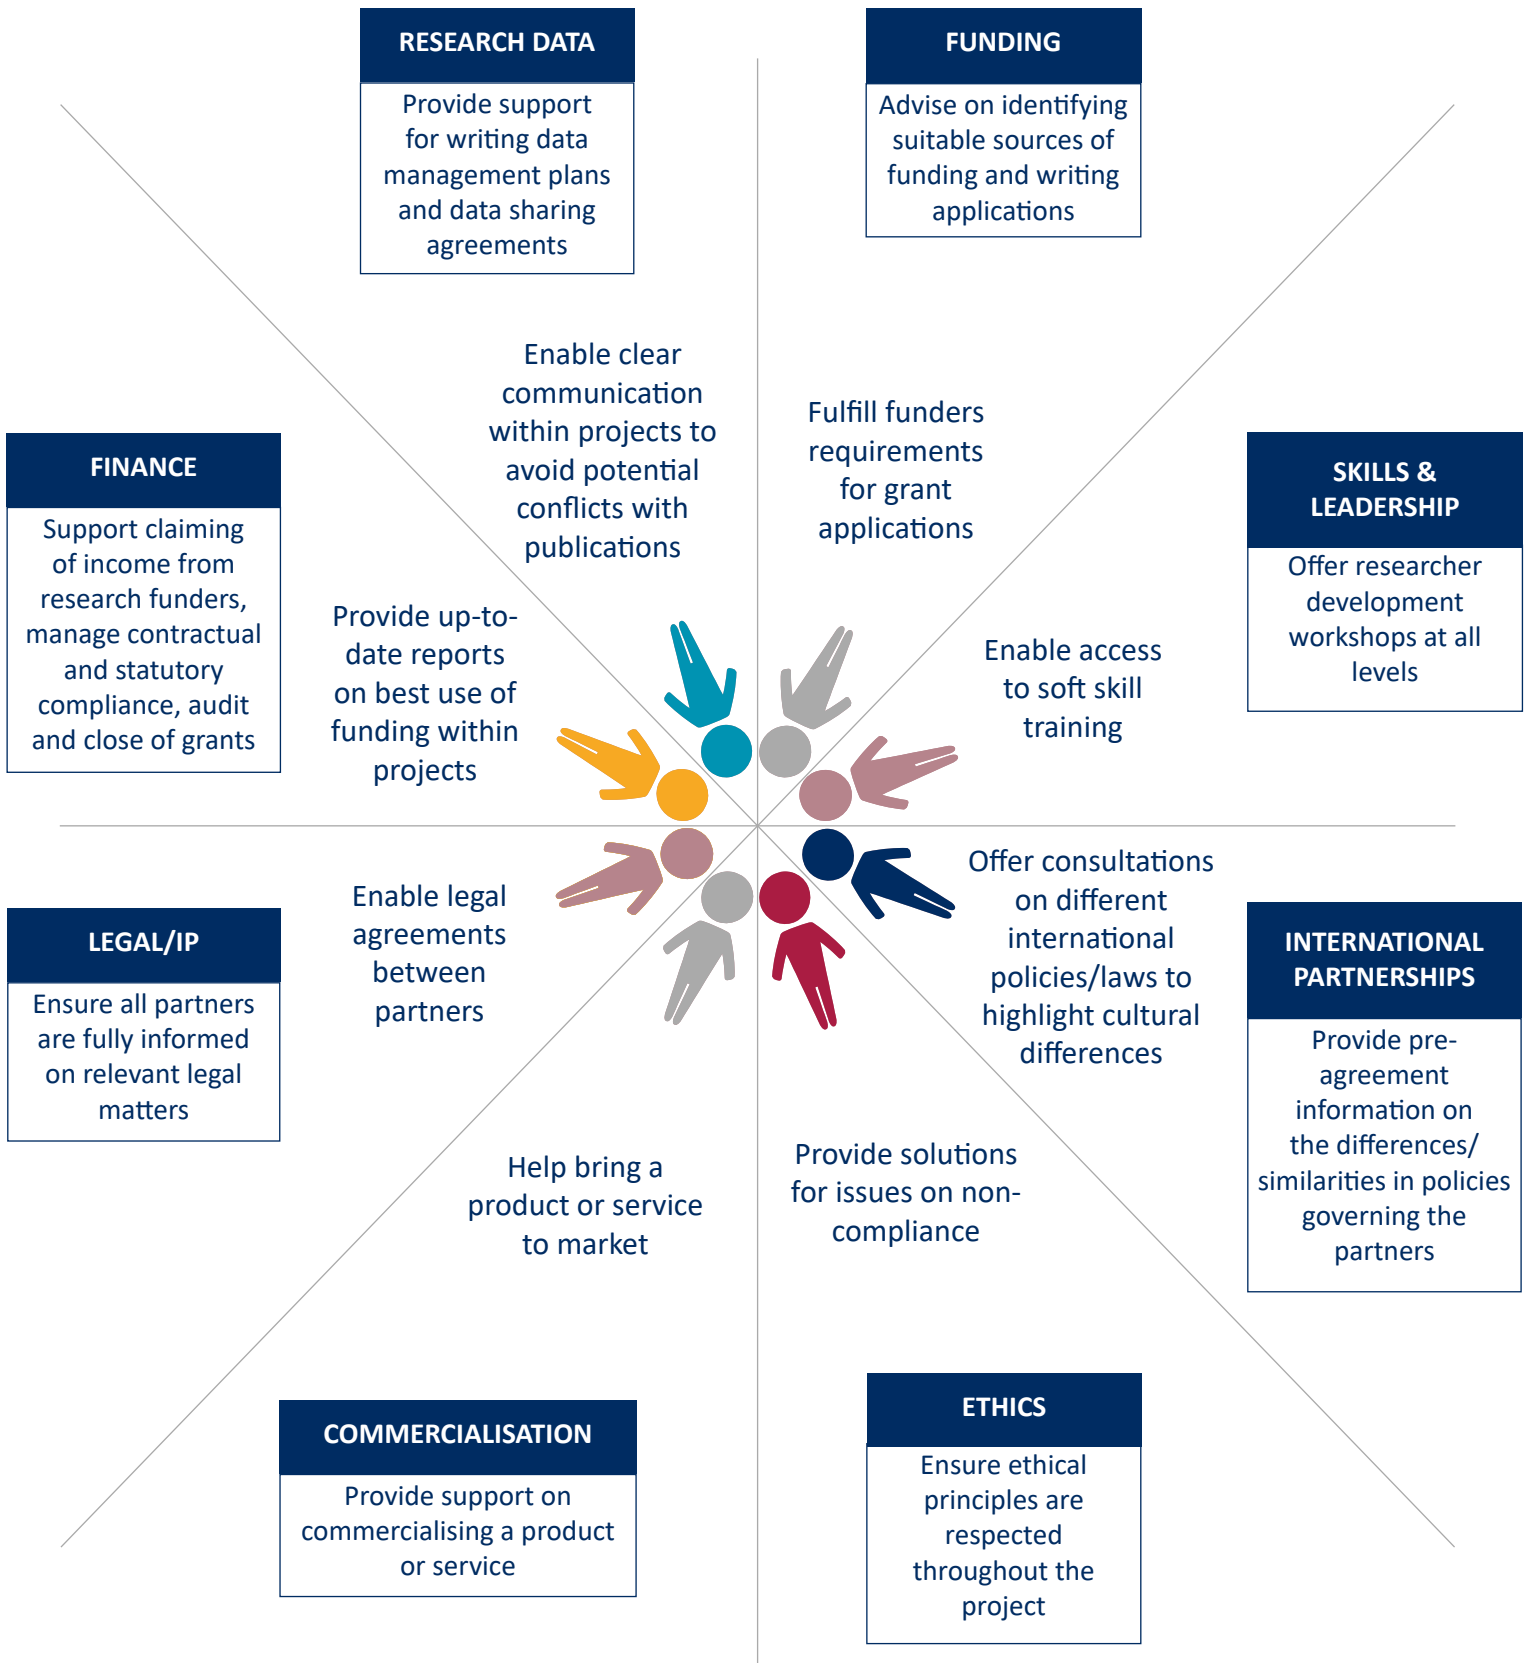 RESEARCH DATA
Provide support
for writing data
management plans
and data sharing
agreements
FUNDING
Advise on identifying
suitable sources of
funding and writing
applications
Enable clear
communication
within projects to
avoid potential
conflicts with
publications
Fulfill funders
requirements
for grant
applications
FINANCE
Support claiming
of income from
research funders,
manage contractual
and statutory
compliance, audit
and close of grants
Provide up-to-
date reports
on best use of
funding within
projects
Enable access
to soft skill
training
SKILLS &
LEADERSHIP
Offer researcher
development
workshops at all
levels
LEGAL/IP
Ensure all partners
are fully informed
on relevant legal
matters
Enable legal
agreements
between
partners
Offer consultations
on different
international
policies/laws to
highlight cultural
differences
INTERNATIONAL
PARTNERSHIPS
Provide pre-
agreement
information on
the differences/
similarities in policies
governing the
partners
Help bring a
product or service
to market
Provide solutions
for issues on non-
compliance
COMMERCIALISATION
Provide support on
commercialising a product
or service
ETHICS
Ensure ethical
principles are
respected
throughout the
project